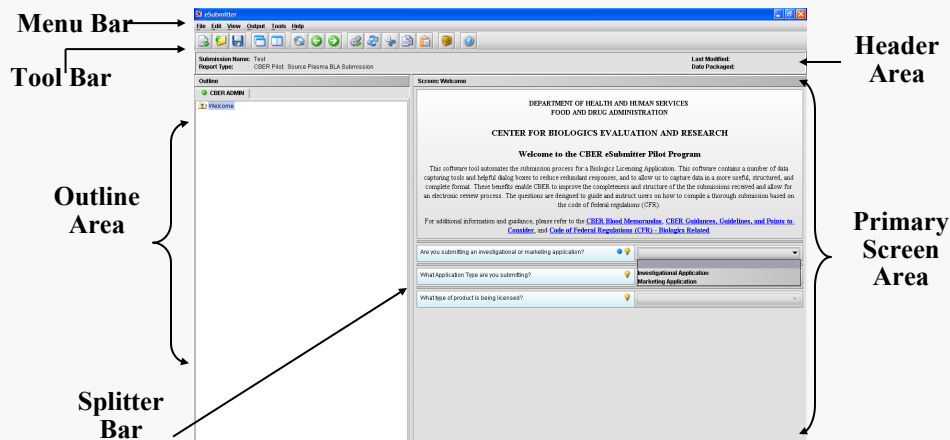 Menu Bar
Tool Bar
Outline
Area
Splitter
Bar
eSubmitter
File Edit View Output Tools Help
Submission Name: Test
Report Type: CBER Pilot Source Plasma BLA Submission
Last Modified:
Date Packaged:
Outline
CBER ADMIN
Welcome
Screen: Welcome
DEPARTMENT OF HEALTH AND HUMAN SERVICES
FOOD AND DRUG ADMINISTRATION
CENTER FOR BIOLOGICS EVALUATION AND RESEARCH
Welcome to the CBER eSubmitter Pilot Program
This software tool automates the submission process for a Biologics Licensing Application. This software contains a number of data
capturing tools and helpful dialog boxes to reduce redundant responses, and to allow us to capture data in a more useful, structured, and
complete format. These benefits enable CBER to improve the completeness and structure of the the submissions received and allow for
an electronic review process. The questions are designed to guide and instruct users on how to compile a thorough submission based on
the code of federal regulations (CFR).
For additional information and guidance, please refer to the CBER Blood Memorandas, CBER Guidances, Guidelines, and Points to
Consider, and Code of Federal Regulations (CFR) - Biologics Related.
Are you submitting an investigational or marketing application?
Investigational Application
Marketing Application
What Application Type are you submitting?
What type of product is being licensed?
Header
Area
Primary
Screen
Area